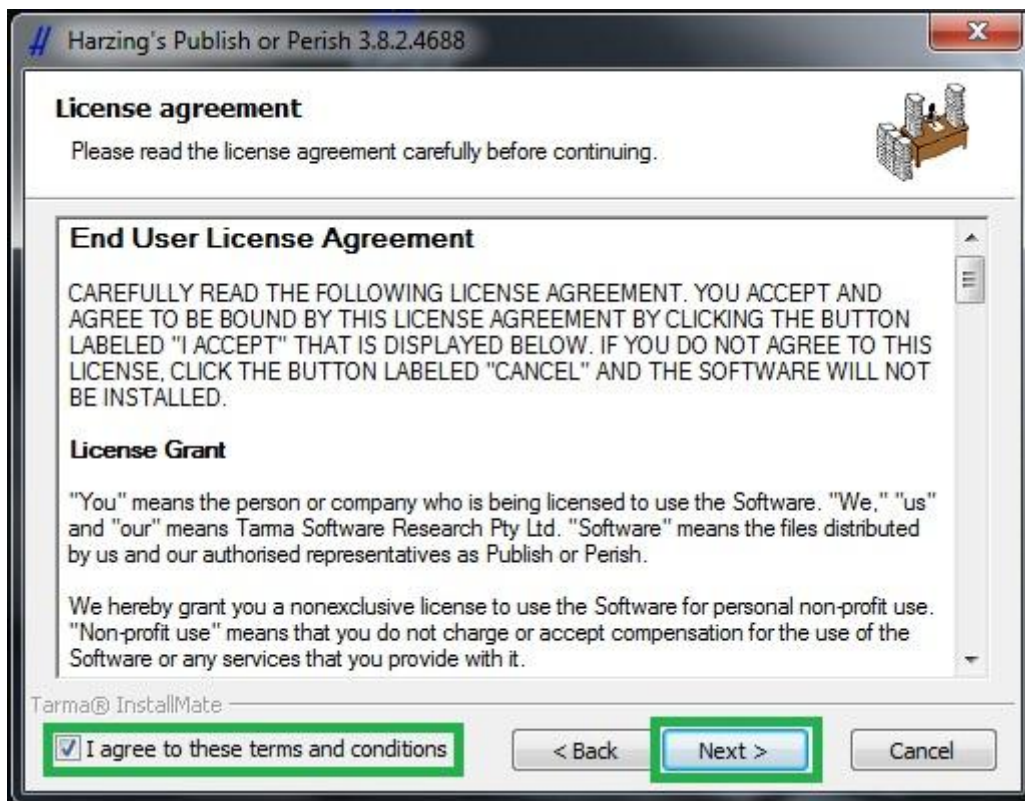 Harzing's Publish or Perish 3.8.2.4688
License agreement
Please read the license agreement carefully before continuing.
End User License Agreement
CAREFULLY READ THE FOLLOWING LICENSE AGREEMENT. YOU ACCEPT AND
AGREE TO BE BOUND BY THIS LICENSE AGREEMENT BY CLICKING THE BUTTON
LABELED "I ACCEPT" THAT IS DISPLAYED BELOW. IF YOU DO NOT AGREE TO THIS
LICENSE, CLICK THE BUTTON LABELED "CANCEL" AND THE SOFTWARE WILL NOT
BE INSTALLED.
License Grant
"You" means the person or company who is being licensed to use the Software. "We," "us"
and "our" means Tarma Software Research Pty Ltd. "Software" means the files distributed
by us and our authorised representatives as Publish or Perish.
We hereby grant you a nonexclusive license to use the Software for personal non-profit use.
"Non-profit use" means that you do not charge or accept compensation for the use of the
Software or any services that you provide with it.
Tarma® InstallMate
I agree to these terms and conditions
< Back
Next >
Cancel